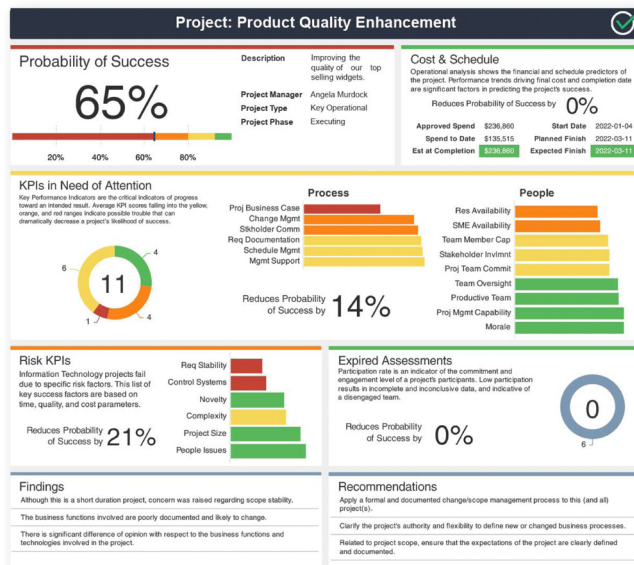 Project: Product Quality Enhancement
Probability of Success
65%
20% 40% 60% 80%
Description Improving the
quality of our top
selling widgets.
Project Manager Angela Murdock
Project Type Key Operational
Project Phase Executing
Cost & Schedule
Operational analysis shows the financial and schedule predictors of
the project. Performance trends driving final cost and completion date
are significant factors in predicting the project's success.
Reduces Probability of Success by 0%
Approved Spend $236,860 Start Date 2022-01-04
Spend to Date $135,515 Planned Finish 2022-03-11
Est at Completion $236,860 Expected Finish 2022-03-11
KPIs in Need of Attention
Key Performance Indicators are the critical indicators of progress
toward an intended result. Average KPI scores falling into the yellow,
orange, and red ranges indicate possible trouble that can
dramatically decrease a project's likelihood of success.
4
6
11
1
4
Process
Proj Business Case
Change Mgmt
Stkholder Comm
Req Documentation
Schedule Mgmt
Mgmt Support
Reduces Probability
of Success by 14%
People
Res Availability
SME Availability
Team Member Cap
Stakeholder Invlmnt
Proj Team Commit
Team Oversight
Productive Team
Proj Mgmt Capability
Morale
Risk KPIs
Information Technology projects fail
due to specific risk factors. This list of
key success factors are based on
time, quality, and cost parameters.
Reduces Probability
of Success by 21%
Req Stability
Control Systems
Novelty
Complexity
Project Size
People Issues
Expired Assessments
Participation rate is an indicator of the commitment and
engagement level of a project's participants. Low participation
results in incomplete and inconclusive data, and indicative of
a disengaged team.
Reduces Probability
of Success by 0%
0
6
Findings
Although this is a short duration project, concern was raised regarding scope stability.
The business functions involved are poorly documented and likely to change.
There is significant difference of opinion with respect to the business functions and
technologies involved in the project.
Recommendations
Apply a formal and documented change/scope management process to this (and all)
project(s).
Clarify the project's authority and flexibility to define new or changed business processes.
Related to project scope, ensure that the expectations of the project are clearly defined
and documented.